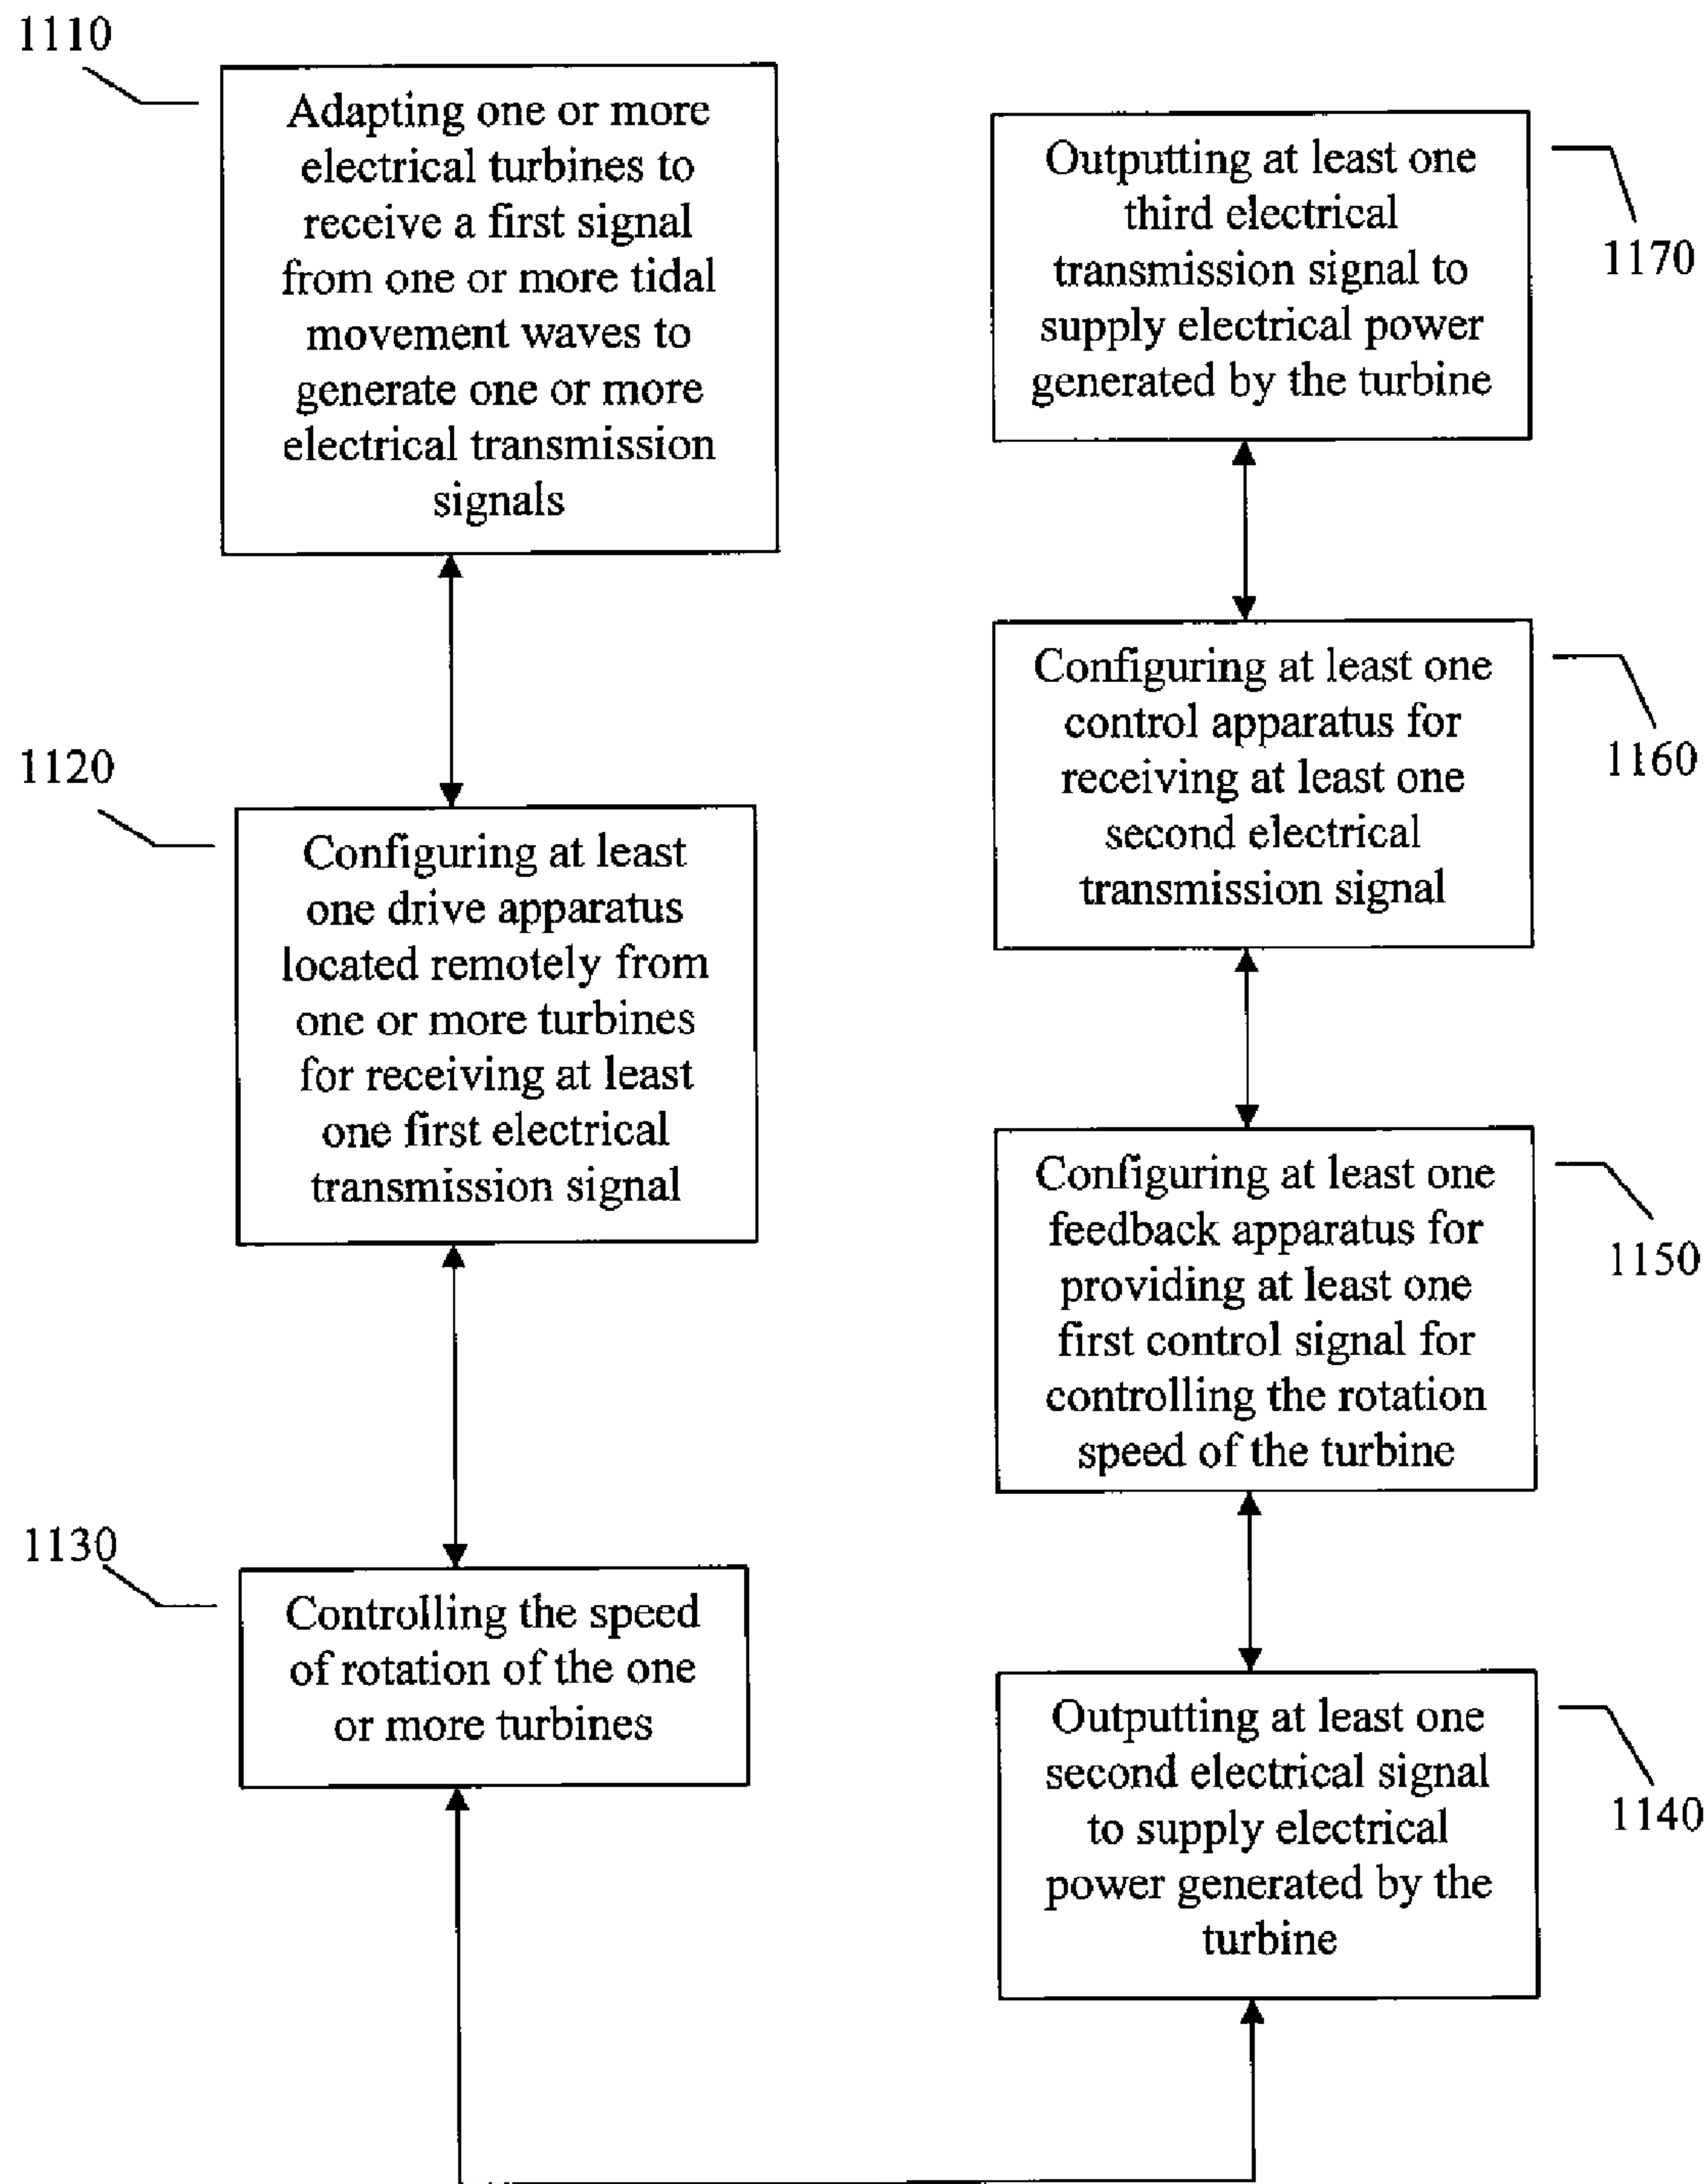 1110
Adapting one or more
electrical turbines to
receive a first signal
from one or more tidal
movement waves to
generate one or more
electrical transmission
signals
1120
Configuring at least
one drive apparatus
located remotely from
one or more turbines
for receiving at least
one first electrical
transmission signal
1130
Controlling the speed
of rotation of the one
or more turbines
Outputting at least one
third electrical
transmission signal to
supply electrical power
generated by the turbine
1170
Configuring at least one
control apparatus for
receiving at least one
second electrical
transmission signal
1160
Configuring at least one
feedback apparatus for
providing at least one
first control signal for
controlling the rotation
speed of the turbine
1150
Outputting at least one
second electrical signal
to supply electrical
power generated by the
turbine
1140